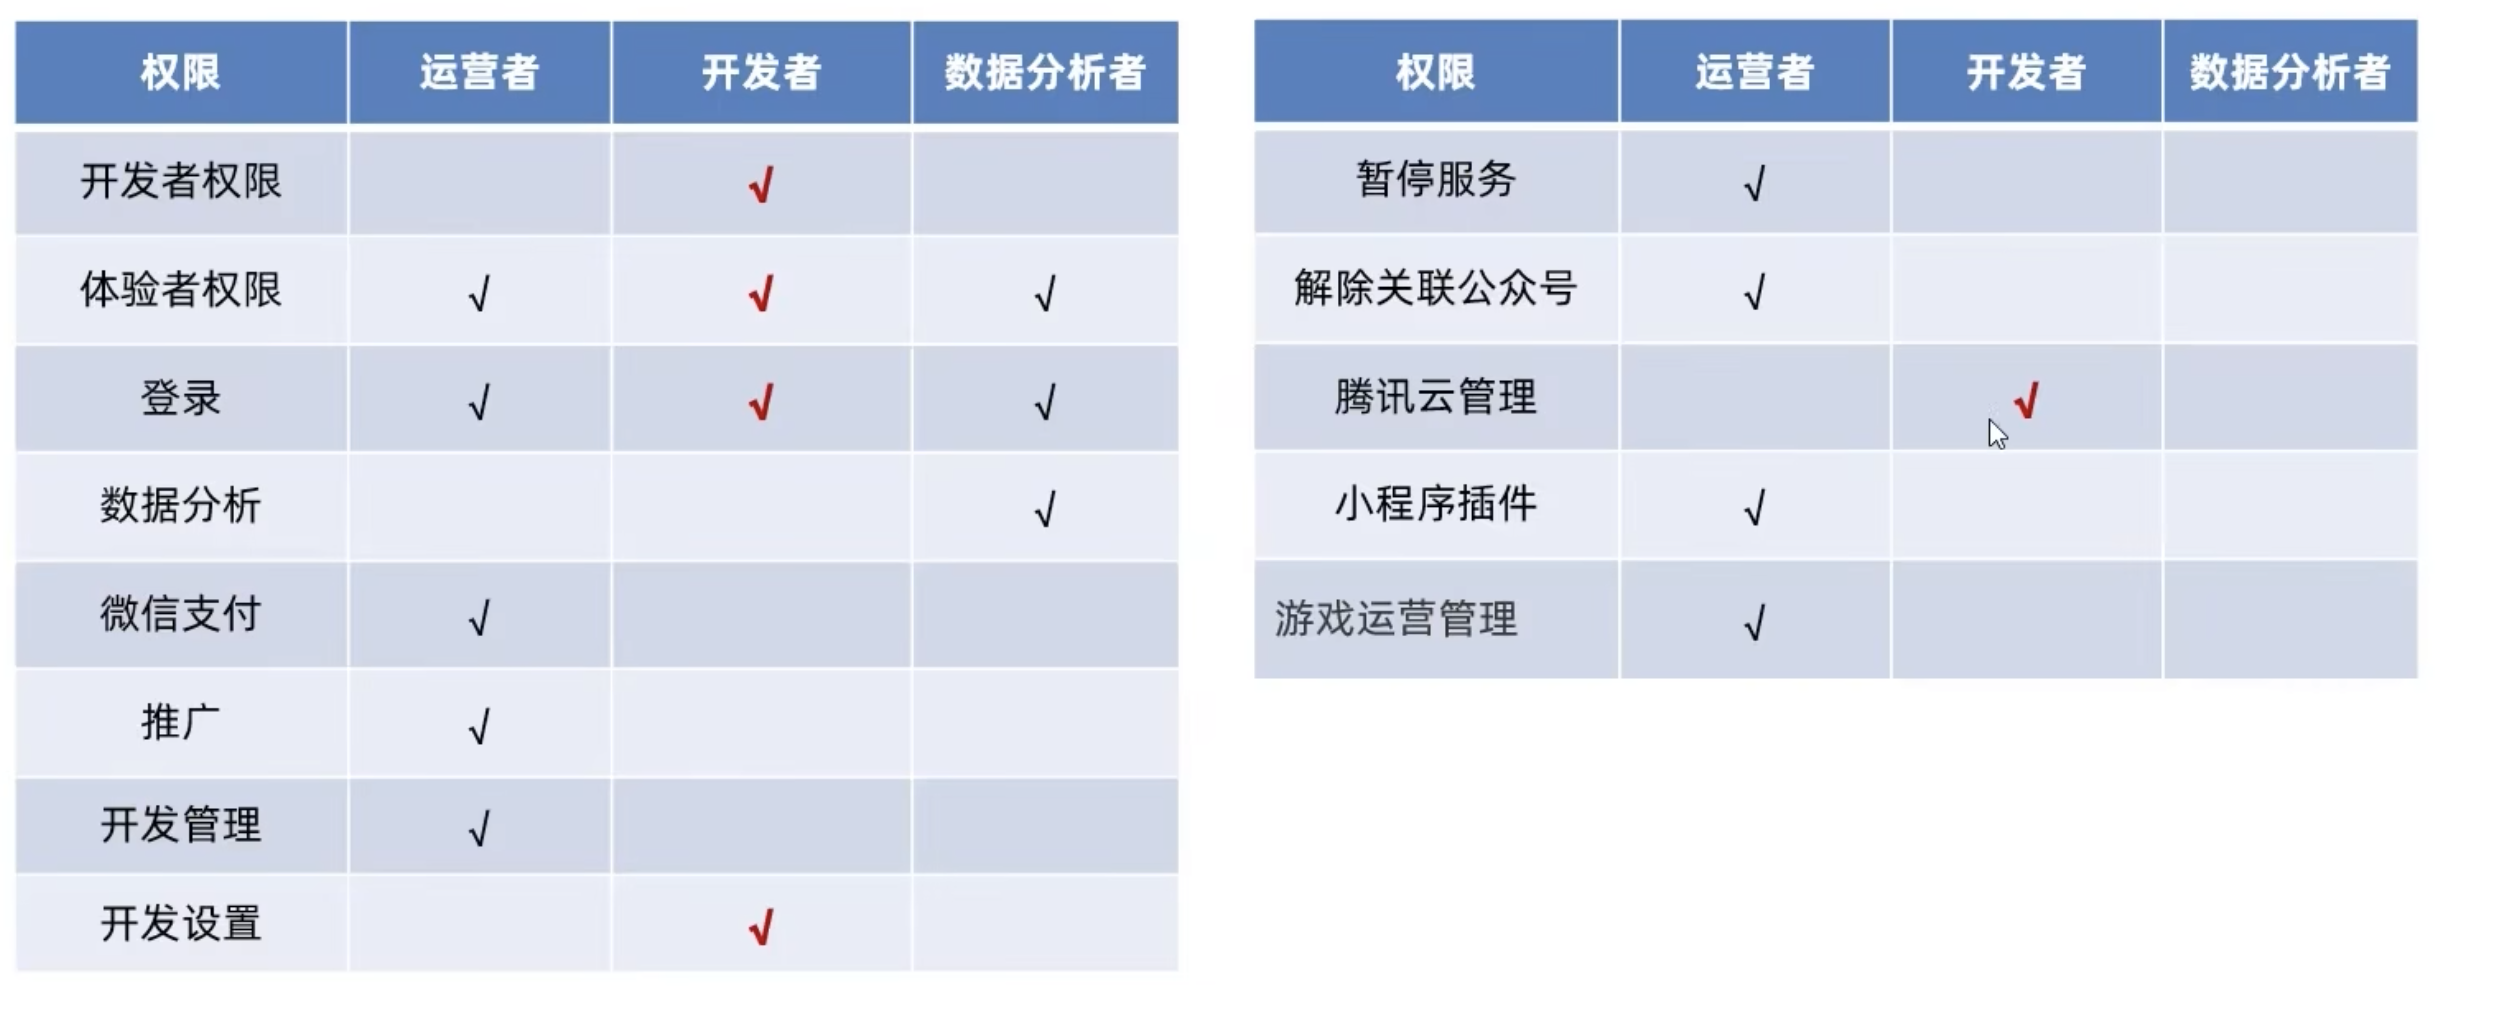 权限 运营者 开发者 数据分析者
开发者权限 √
体验者权限 √ √ √
登录 √ √ √
数据分析 √
微信支付 √
推广 √
开发管理 √
开发设置 √
权限 运营者 开发者 数据分析者
暂停服务 √
解除关联公众号 √
腾讯云管理 √
小程序插件 √
游戏运营管理 √